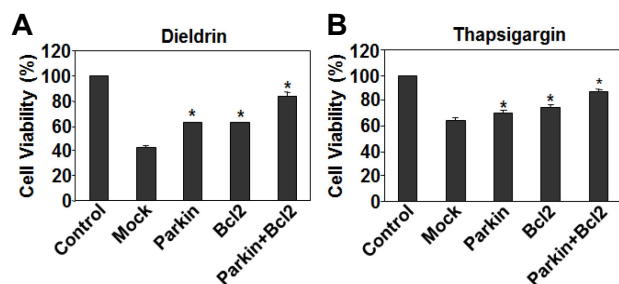 A
Dieldrin
Cell Viability (%)
120
100
80
60
40
20
0
*
*
*
Control
Mock
Parkin
Bcl2
Parkin+Bcl2
B
Thapsigargin
Cell Viability (%)
120
100
80
60
40
20
0
*
*
*
Control
Mock
Parkin
Bcl2
Parkin+Bcl2